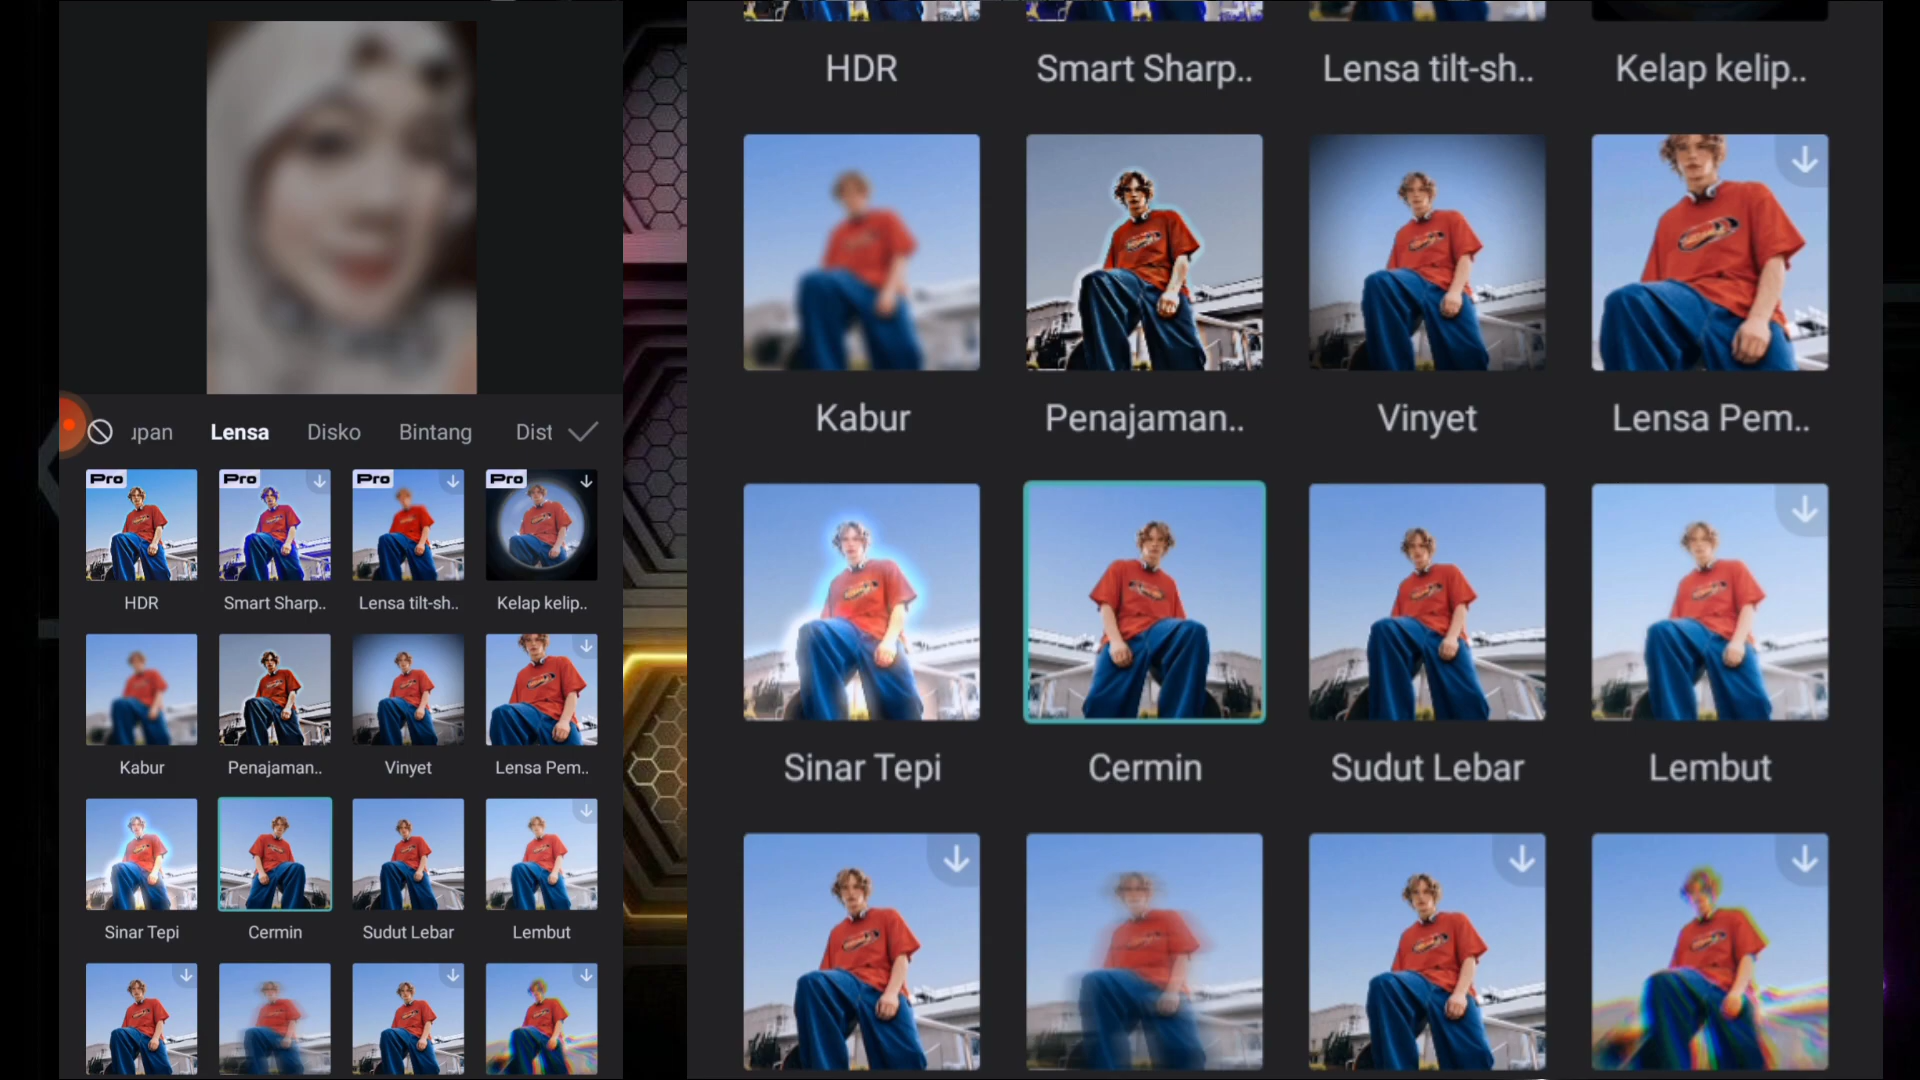 upan Lensa Disko Bintang Dist
Pro Pro Pro Pro
HDR Smart Sharp.. Lensa tilt-sh.. Kelap kelip..
Kabur Penajaman.. Vinyet Lensa Pem..
Sinar Tepi Cermin Sudut Lebar Lembut
HDR Smart Sharp.. Lensa tilt-sh.. Kelap kelip..
Kabur Penajaman.. Vinyet Lensa Pem..
Sinar Tepi Cermin Sudut Lebar Lembut